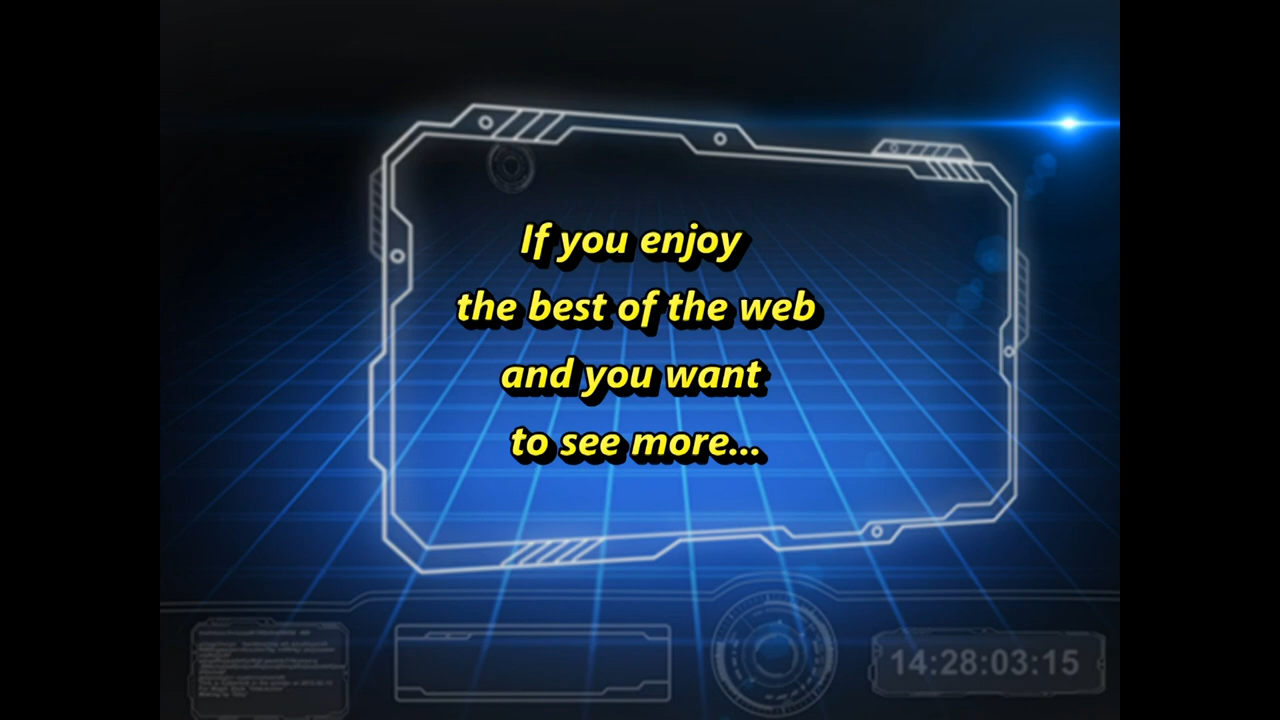 If you enjoy
the best of the web
and you want
to see more...
14:28:03:15